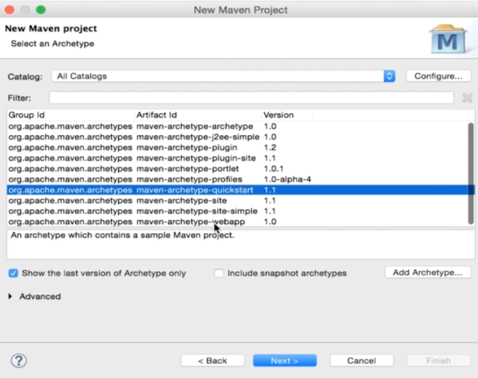 New Maven Project
New Maven project
Select an Archetype
M
Catalog: All Catalogs Configure...
Filter:
Group Id Artifact Id Version
org.apache.maven.archetypes maven-archetype-archetype 1.0
org.apache.maven.archetypes maven-archetype-j2ee-simple 1.0
org.apache.maven.archetypes maven-archetype-plugin 1.2
org.apache.maven.archetypes maven-archetype-plugin-site 1.1
org.apache.maven.archetypes maven-archetype-portlet 1.0.1
org.apache.maven.archetypes maven-archetype-profiles 1.0-alpha-4
org.apache.maven.archetypes maven-archetype-quickstart 1.1
org.apache.maven.archetypes maven-archetype-site 1.1
org.apache.maven.archetypes maven-archetype-site-simple 1.1
org.apache.maven.archetypes maven-archetype-webapp 1.0
An archetype which contains a sample Maven project.
Show the last version of Archetype only Include snapshot archetypes Add Archetype...
Advanced
? < Back Next > Cancel Finish